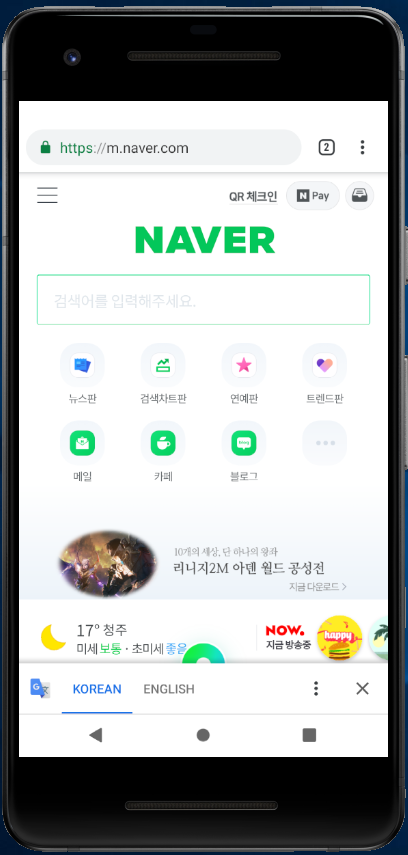 https://m.naver.com
2
QR 체크인
N Pay
NAVER
검색어를 입력해주세요.
뉴스판
검색차트판
연예판
트렌드판
메일
카페
블로그
10개의 세상, 단 하나의 왕좌
리니지2M 아덴 월드 공성전
지금 다운로드 >
17° 청주
미세 보통 · 초미세 좋음
NOW.
지금 방송중
happy
G
KOREAN
ENGLISH